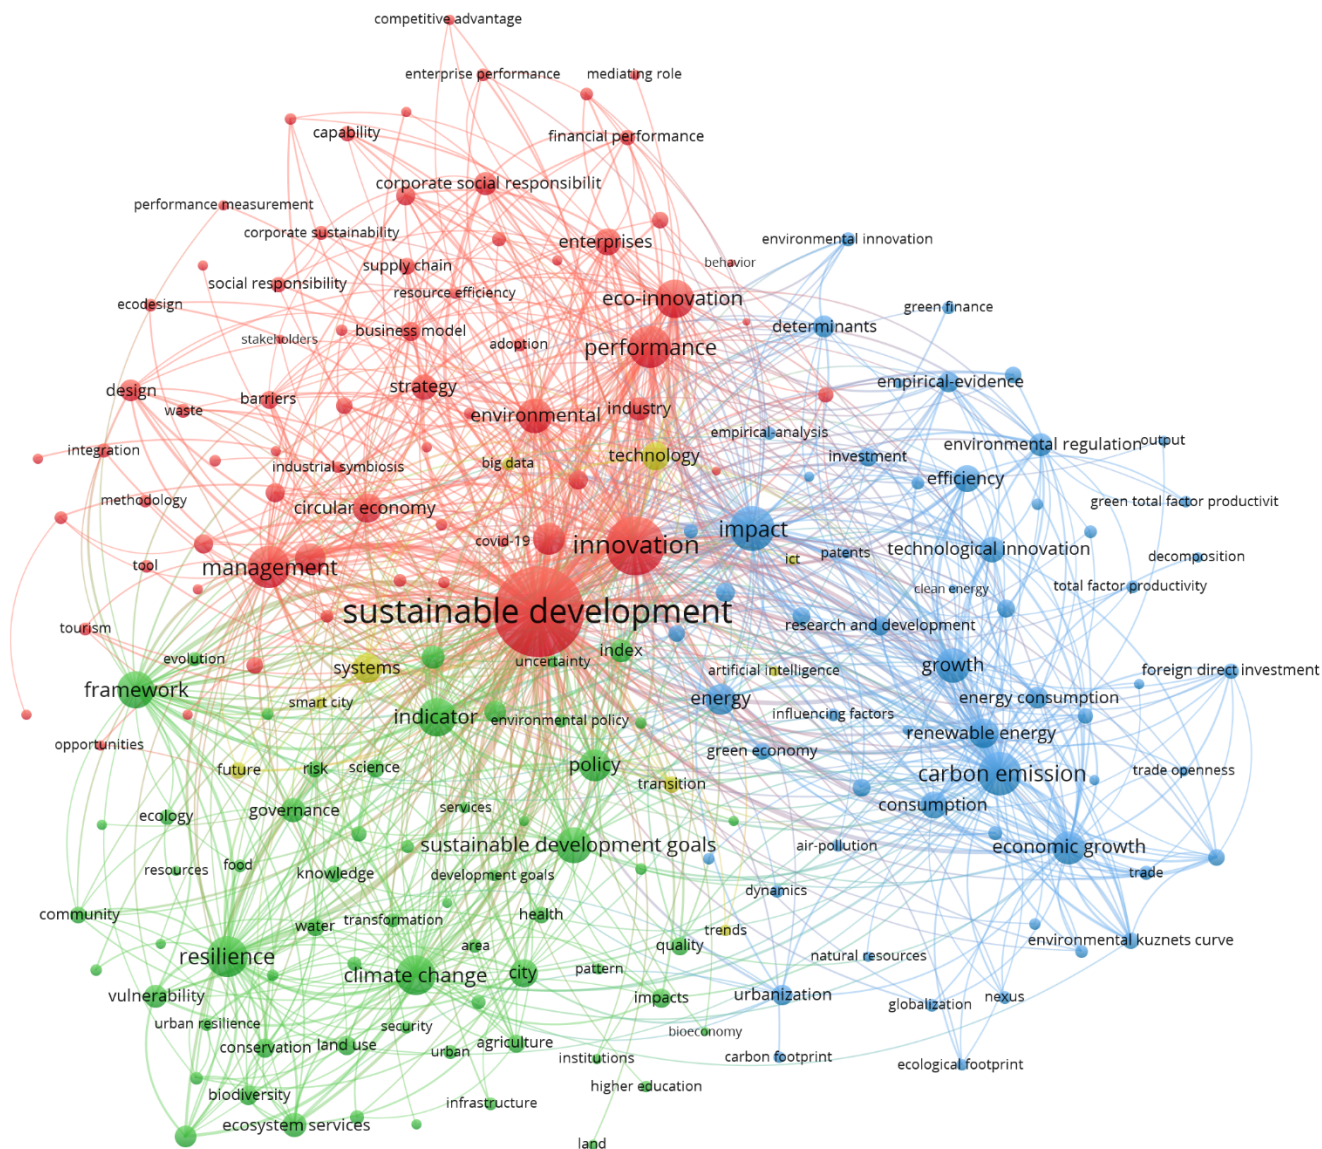 competitive advantage
enterprise performance
mediating role
capability
financial performance
corporate social responsibilit
performance measurement
corporate sustainability
enterprises
environmental innovation
behavior
supply chain
social responsibility
resource efficiency
eco-innovation
ecodesign
green finance
business model
determinants
stakeholders
adoption
performance
design
strategy
empirical-evidence
barriers
waste
environmental
industry
empirical-analysis
environmental regulation
output
integration
industrial symbiosis
big data
technology
investment
efficiency
methodology
circular economy
green total factor productivit
covid-19
innovation
impact
ict
patents
technological innovation
decomposition
tool
management
clean energy
total factor productivity
sustainable development
tourism
research and development
evolution
uncertainty
index
systems
artificial intelligence
growth
foreign direct investment
framework
smart city
energy
energy consumption
indicator
environmental policy
influencing factors
opportunities
green economy
renewable energy
future
risk
science
policy
transition
carbon emission
trade openness
ecology
governance
services
consumption
sustainable development goals
air-pollution
economic growth
resources
food
knowledge
development goals
dynamics
trade
community
water
transformation
health
trends
area
quality
environmental kuznets curve
resilience
climate change
city
pattern
natural resources
vulnerability
impacts
urbanization
globalization
nexus
urban resilience
security
bioeconomy
conservation
land use
urban
agriculture
institutions
carbon footprint
ecological footprint
biodiversity
higher education
ecosystem services
infrastructure
land